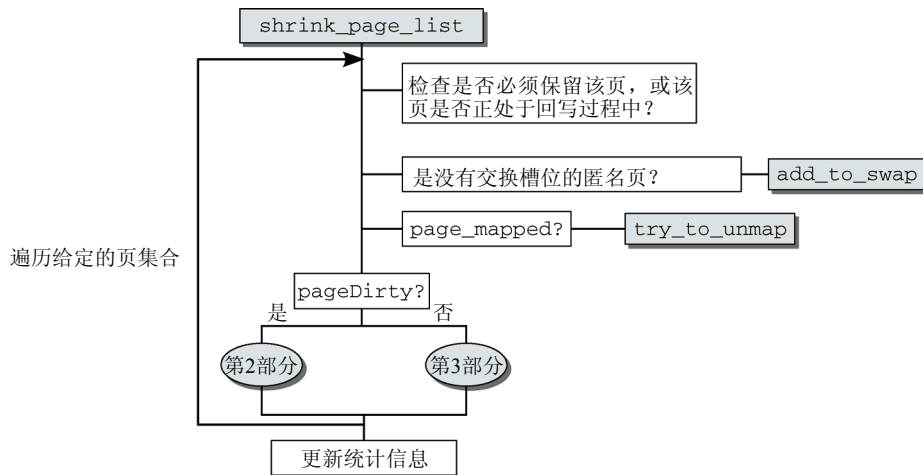 shrink_page_list
检查是否必须保留该页，或该
页是否正处于回写过程中？
是没有交换槽位的匿名页？
add_to_swap
page_mapped?
try_to_unmap
遍历给定的页集合
pageDirty?
是
否
第2部分
第3部分
更新统计信息